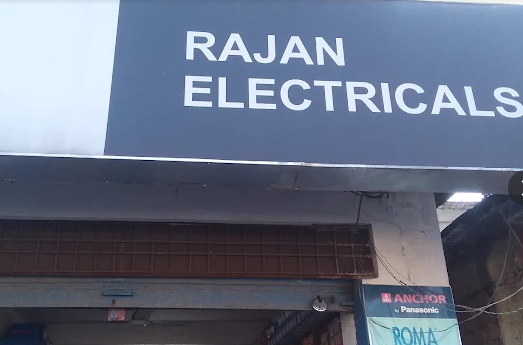 RAJAN
ELECTRICALS
ANCHOR
by Panasonic
ROMA